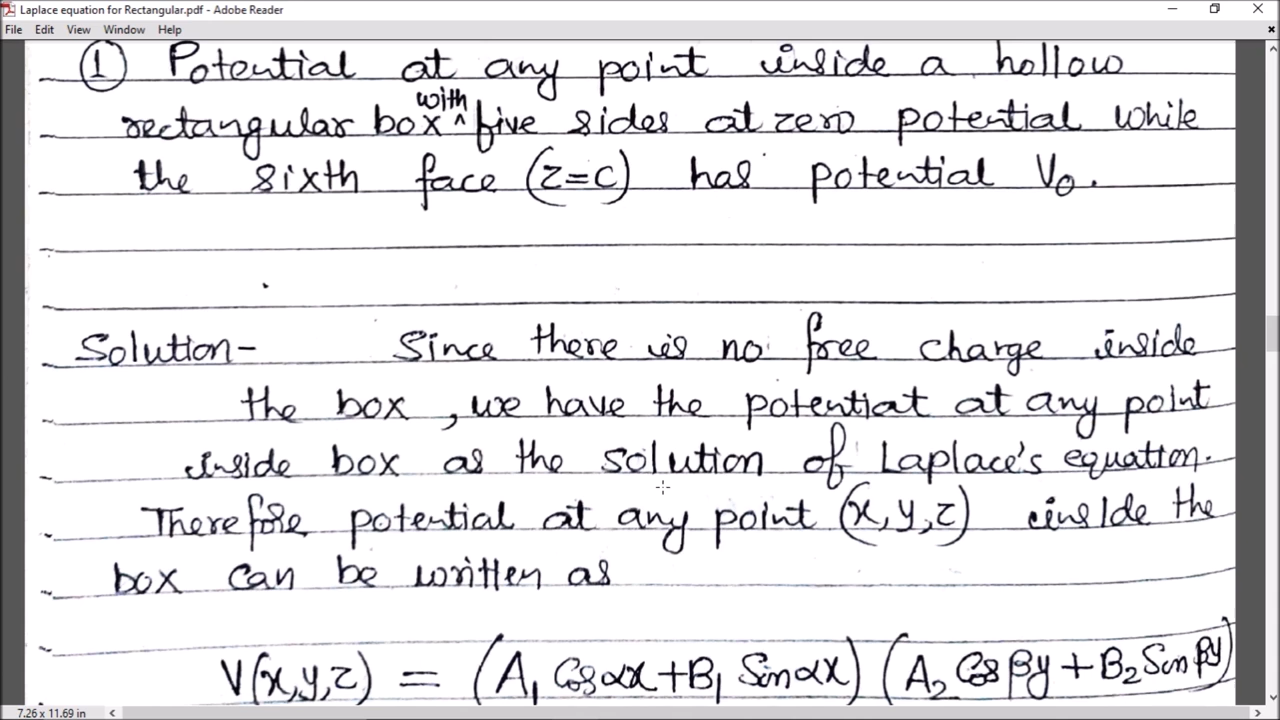 Laplace equation for Rectangular.pdf - Adobe Reader
File Edit View Window Help
① Potential at any point inside a hollow
rectangular box with ^ five sides at zero potential while
the sixth face (z=c) has potential V₀.
Solution- Since there is no free charge inside
the box, we have the potential at any point
inside box as the solution of Laplace's equation.
Therefore potential at any point (x,y,z) inside the
box can be written as
V(x,y,z) = (A₁ Cos αx + B₁ Sin αx) (A₂ Cos βy + B₂ Sin βy)
7.26 x 11.69 in